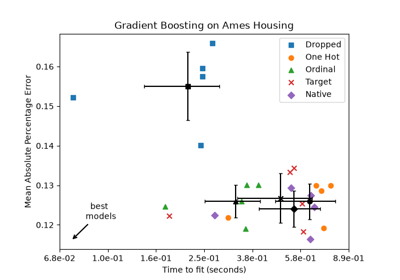 Gradient Boosting on Ames Housing
Mean Absolute Percentage Error
0.16
0.15
0.14
0.13
0.12
Dropped
One Hot
Ordinal
Target
Native
best
models
6.8e-02 1.0e-01 1.6e-01 2.5e-01 3.8e-01 5.8e-01 8.9e-01
Time to fit (seconds)